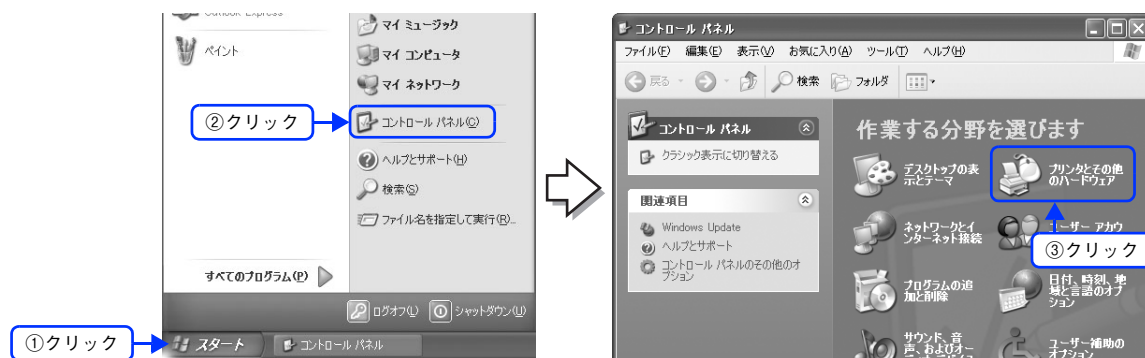 Outlook Express
ペイント
マイ ミュージック
マイ コンピュータ
マイ ネットワーク
②クリック
コントロール パネル(C)
ヘルプとサポート(H)
検索(S)
ファイル名を指定して実行(R)...
すべてのプログラム(P)
ログオフ(L)
シャットダウン(U)
①クリック
スタート
コントロール パネル
コントロール パネル
ファイル(F) 編集(E) 表示(V) お気に入り(A) ツール(T) ヘルプ(H)
戻る 検索 フォルダ
コントロール パネル
クラシック表示に切り替える
関連項目
Windows Update
ヘルプとサポート
コントロール パネルのその他のオ
プション
作業する分野を選びます
デスクトップの表
示とテーマ
プリンタとその他
のハードウェア
ネットワークとイ
ンターネット接続
ユーザー アカウ
③クリック
プログラムの追
加と削除
日付、時刻、地
域と言語のオプ
ション
サウンド、音
声、およびオー
ユーザー補助の
オプション